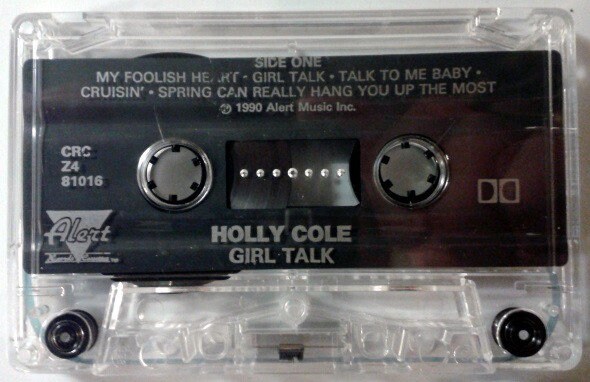 SIDE ONE
MY FOOLISH HEART • GIRL TALK • TALK TO ME BABY •
CRUISIN' • SPRING CAN REALLY HANG YOU UP THE MOST
℗ 1990 Alert Music Inc.
CRC
Z4
81016
Alert
HOLLY COLE
GIRL TALK